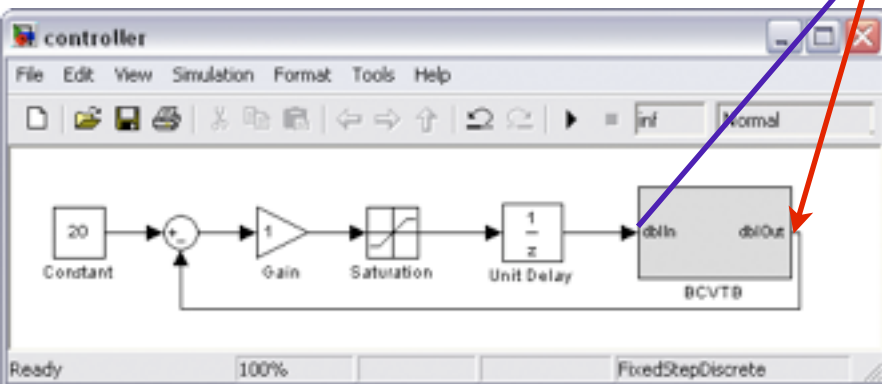 controller
File Edit View Simulation Format Tools Help
inf Normal
20
+
-
1
1
z
dblIn dblOut
Constant Gain Saturation Unit Delay
BCVTB
Ready 100% FixedStepDiscrete